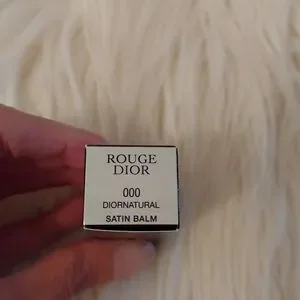 ROUGE
DIOR
000
DIORNATURAL
SATIN BALM